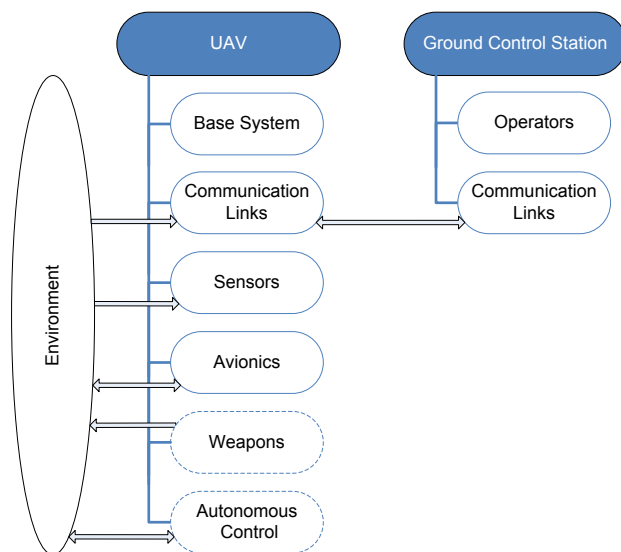 UAV
Ground Control Station
Base System
Operators
Communication
Links
Communication
Links
Sensors
Environment
Avionics
Weapons
Autonomous
Control